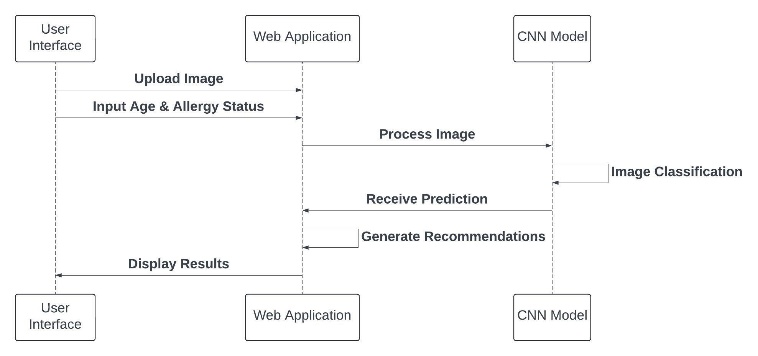 User
Interface
Web Application
CNN Model
Upload Image
Input Age & Allergy Status
Process Image
Image Classification
Receive Prediction
Generate Recommendations
Display Results
User
Interface
Web Application
CNN Model